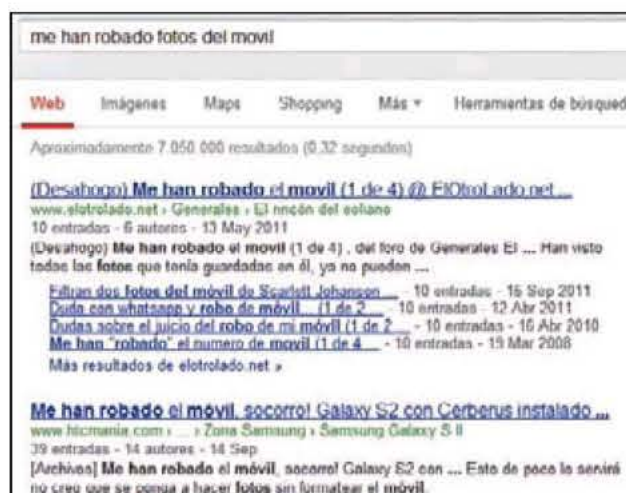 me han robado fotos del movil
Web Imágenes Maps Shopping Más Herramientas de búsqued
Aproximadamente 7.050.000 resultados (0,32 segundos)
(Desahogo) Me han robado el movil (1 de 4) @ ElOtroLado.net ...
www.elotrolado.net › Generales › El rincón del eoliano
10 entradas - 6 autores - 13 May 2011
(Desahogo) Me han robado el movil (1 de 4) , del foro de Generales El ... Han visto
todas las fotos que tenía guardadas en él, ya no pueden ...
Filtran dos fotos del móvil de Scarlett Johanson ... - 10 entradas - 15 Sep 2011
Duda con whatsapp y robo de móvil... (1 de 2 ... - 10 entradas - 12 Abr 2011
Dudas sobre el juicio del robo de mi móvil (1 de 2 ... - 10 entradas - 16 Abr 2010
Me han "robado" el numero de movil (1 de 4 ... - 10 entradas - 19 Mar 2008
Más resultados de elotrolado.net »
Me han robado el móvil, socorro! Galaxy S2 con Cerberus instalado ...
www.htcmania.com › ... › Zona Samsung › Samsung Galaxy S II
39 entradas - 14 autores - 14 Sep
[Archivo] Me han robado el móvil, socorro! Galaxy S2 con ... Esto de poco la servirá
no creo que se ponga a hacer fotos sin formatear el móvil.